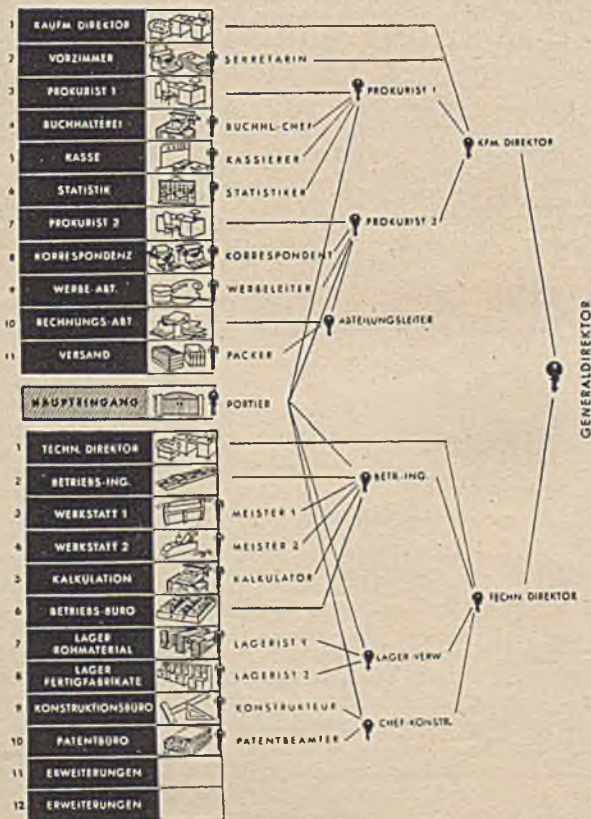 1 KAUFM. DIREKTOR
2 VORZIMMER SEKRETÄRIN
3 PROKURIST 1 PROKURIST 1
4 BUCHHALTEREI BUCHHL-CHEF
KFM. DIREKTOR
5 KASSE KASSIERER
6 STATISTIK STATISTIKER
7 PROKURIST 2 PROKURIST 2
8 KORRESPONDENZ KORRESPONDENT
9 WERBE-ABT. WERBELEITER
10 RECHNUNGS-ABT ABTEILUNGSLEITER
11 VERSAND PACKER
GENERALDIREKTOR
HAUPTEINGANG PORTIER
1 TECHN. DIREKTOR
2 BETRIEBS-ING. BETR.-ING.
3 WERKSTATT 1 MEISTER 1
4 WERKSTATT 2 MEISTER 2
5 KALKULATION KALKULATOR
TECHN. DIREKTOR
6 BETRIEBS-BÜRO
7 LAGER ROHMATERIAL LAGERIST 1
LAGER-VERW
8 LAGER FERTIGFABRIKATE LAGERIST 2
9 KONSTRUKTIONSBÜRO KONSTRUKTEUR
CHEF-KONSTR.
10 PATENTBÜRO PATENTBEAMTER
11 ERWEITERUNGEN
12 ERWEITERUNGEN